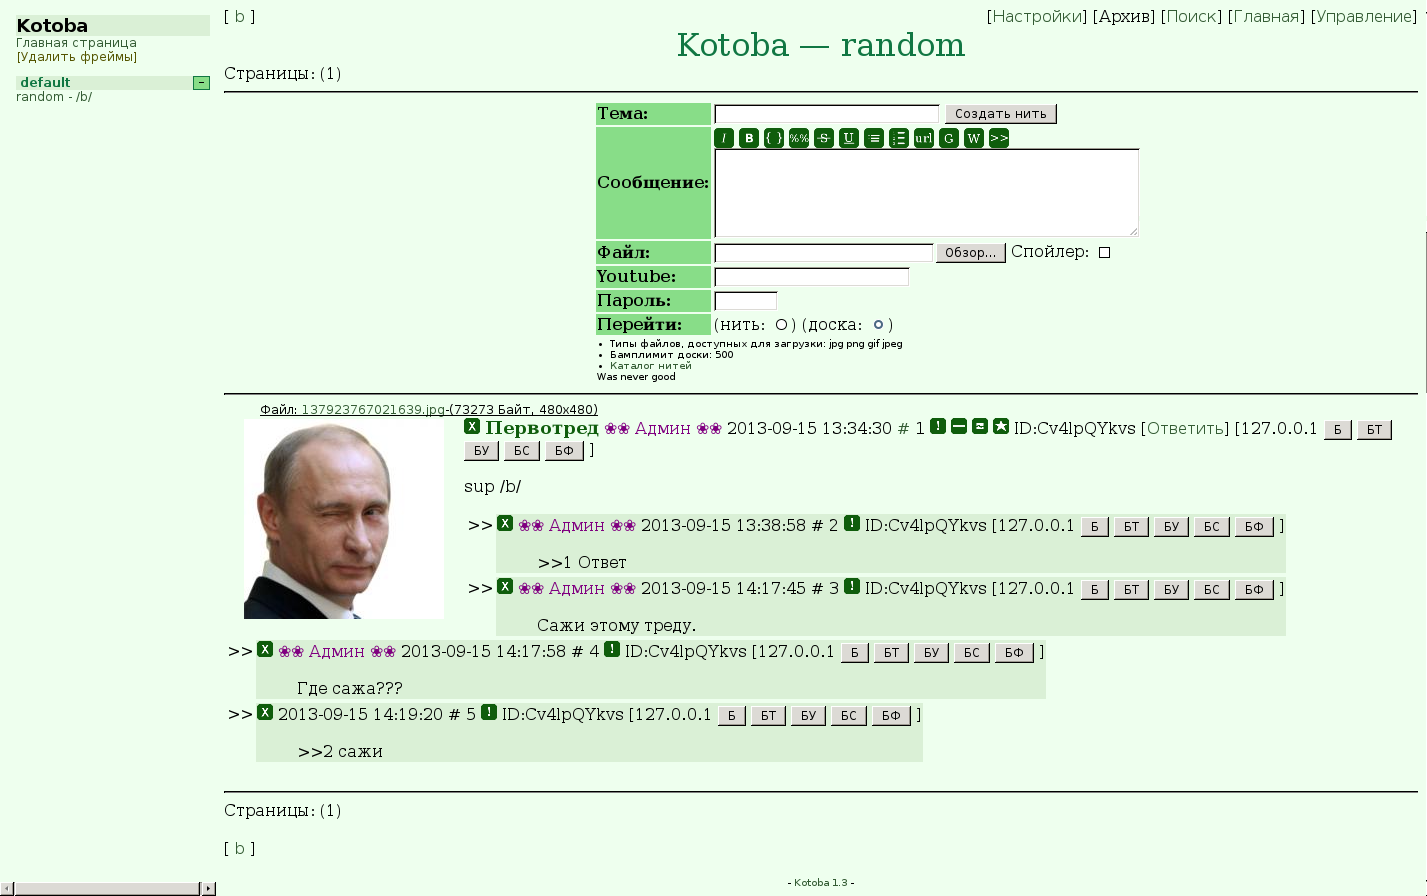 Kotoba
Главная страница
[Удалить фреймы]
default −
random - /b/
[ b ] [Настройки] [Архив] [Поиск] [Главная] [Управление]
Kotoba — random
Страницы: (1)
Тема: Создать нить
I B { } %% S U url G W >>
Сообщение:
Файл: Обзор... Спойлер:
Youtube:
Пароль:
Перейти: (нить: ) (доска: )
• Типы файлов, доступных для загрузки: jpg png gif jpeg
• Бамплимит доски: 500
• Каталог нитей
Was never good
Файл: 137923767021639.jpg-(73273 Байт, 480x480)
X Первотред ❀❀ Админ ❀❀ 2013-09-15 13:34:30 # 1 ! ID:Cv4lpQYkvs [Ответить] [127.0.0.1 Б БТ
БУ БС БФ ]
sup /b/
>> X ❀❀ Админ ❀❀ 2013-09-15 13:38:58 # 2 ! ID:Cv4lpQYkvs [127.0.0.1 Б БТ БУ БС БФ ]
>>1 Ответ
>> X ❀❀ Админ ❀❀ 2013-09-15 14:17:45 # 3 ! ID:Cv4lpQYkvs [127.0.0.1 Б БТ БУ БС БФ ]
Сажи этому треду.
>> X ❀❀ Админ ❀❀ 2013-09-15 14:17:58 # 4 ! ID:Cv4lpQYkvs [127.0.0.1 Б БТ БУ БС БФ ]
Где сажа???
>> X 2013-09-15 14:19:20 # 5 ! ID:Cv4lpQYkvs [127.0.0.1 Б БТ БУ БС БФ ]
>>2 сажи
Страницы: (1)
[ b ]
- Kotoba 1.3 -